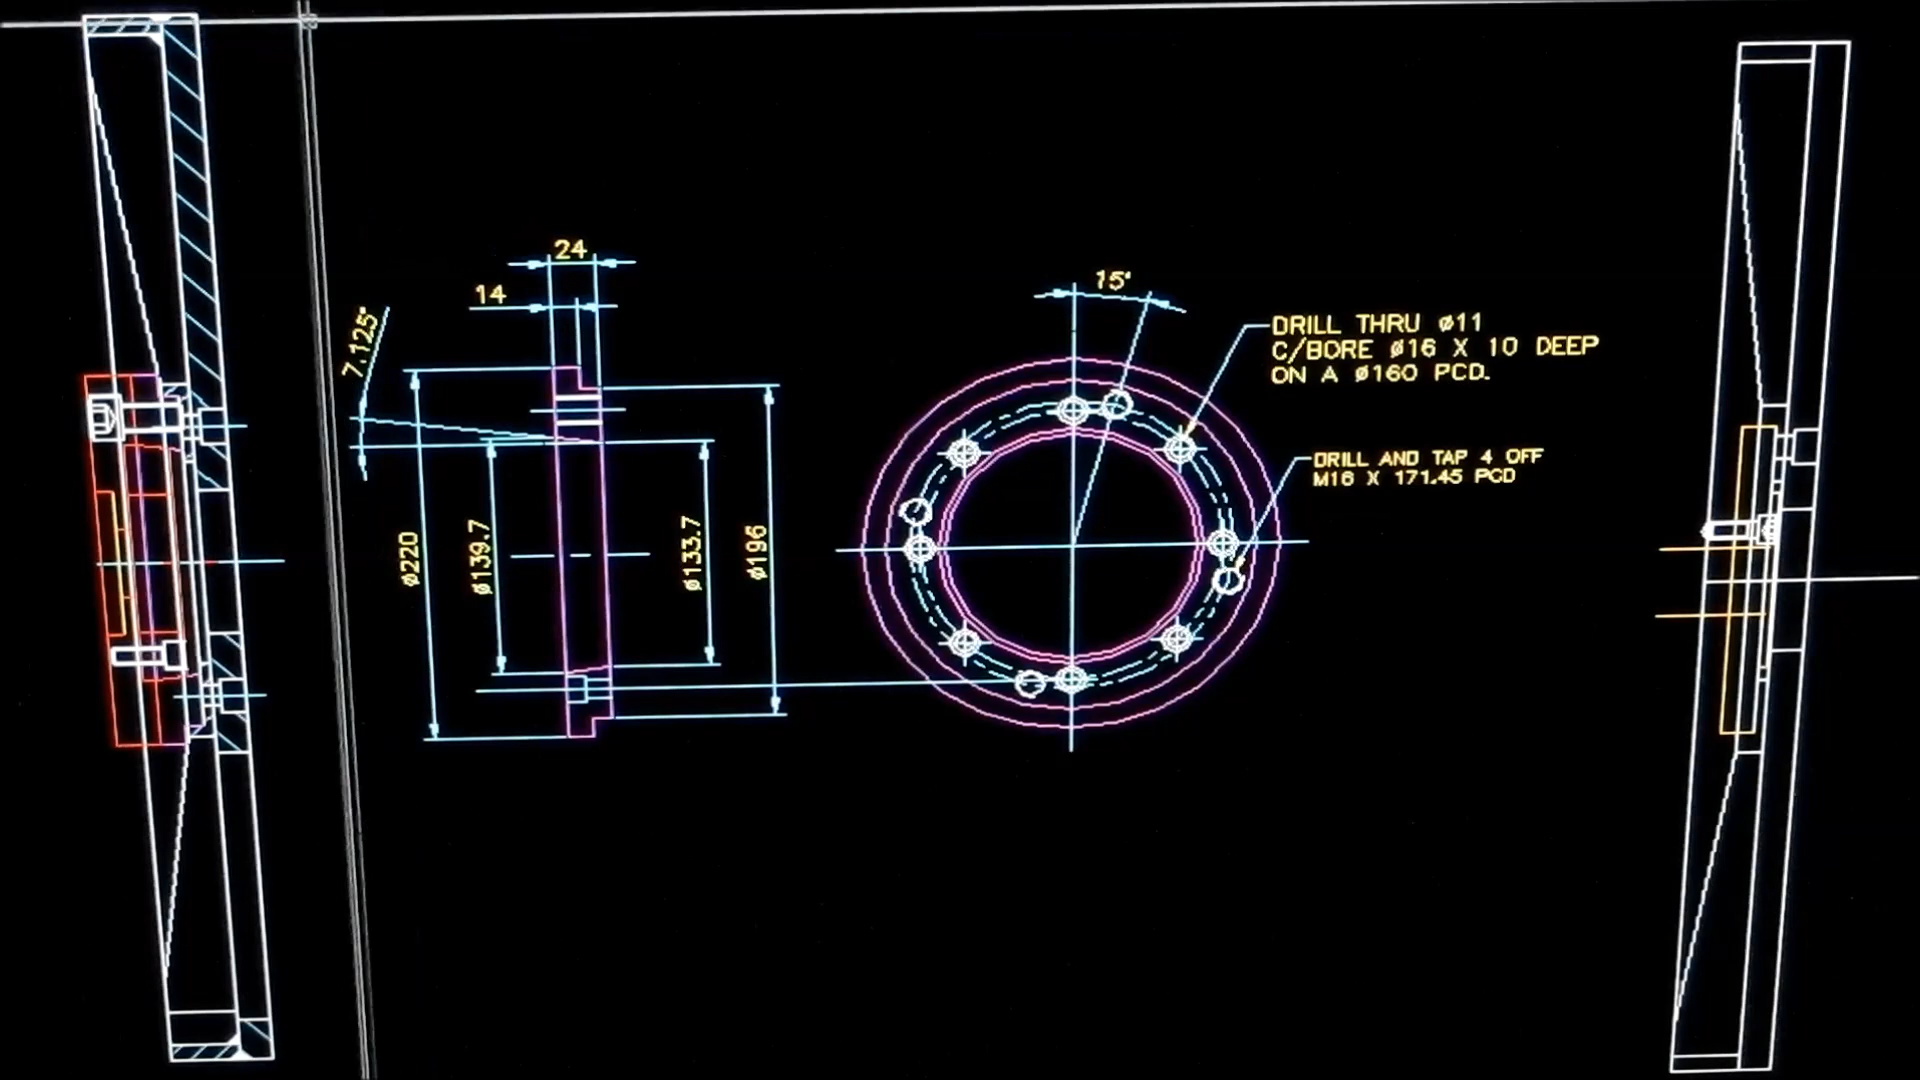 24
14
7.125°
ø220
ø139.7
ø133.7
ø196
15°
DRILL THRU ø11
C/BORE ø16 X 10 DEEP
ON A ø160 PCD.
DRILL AND TAP 4 OFF
M16 X 171.45 PCD